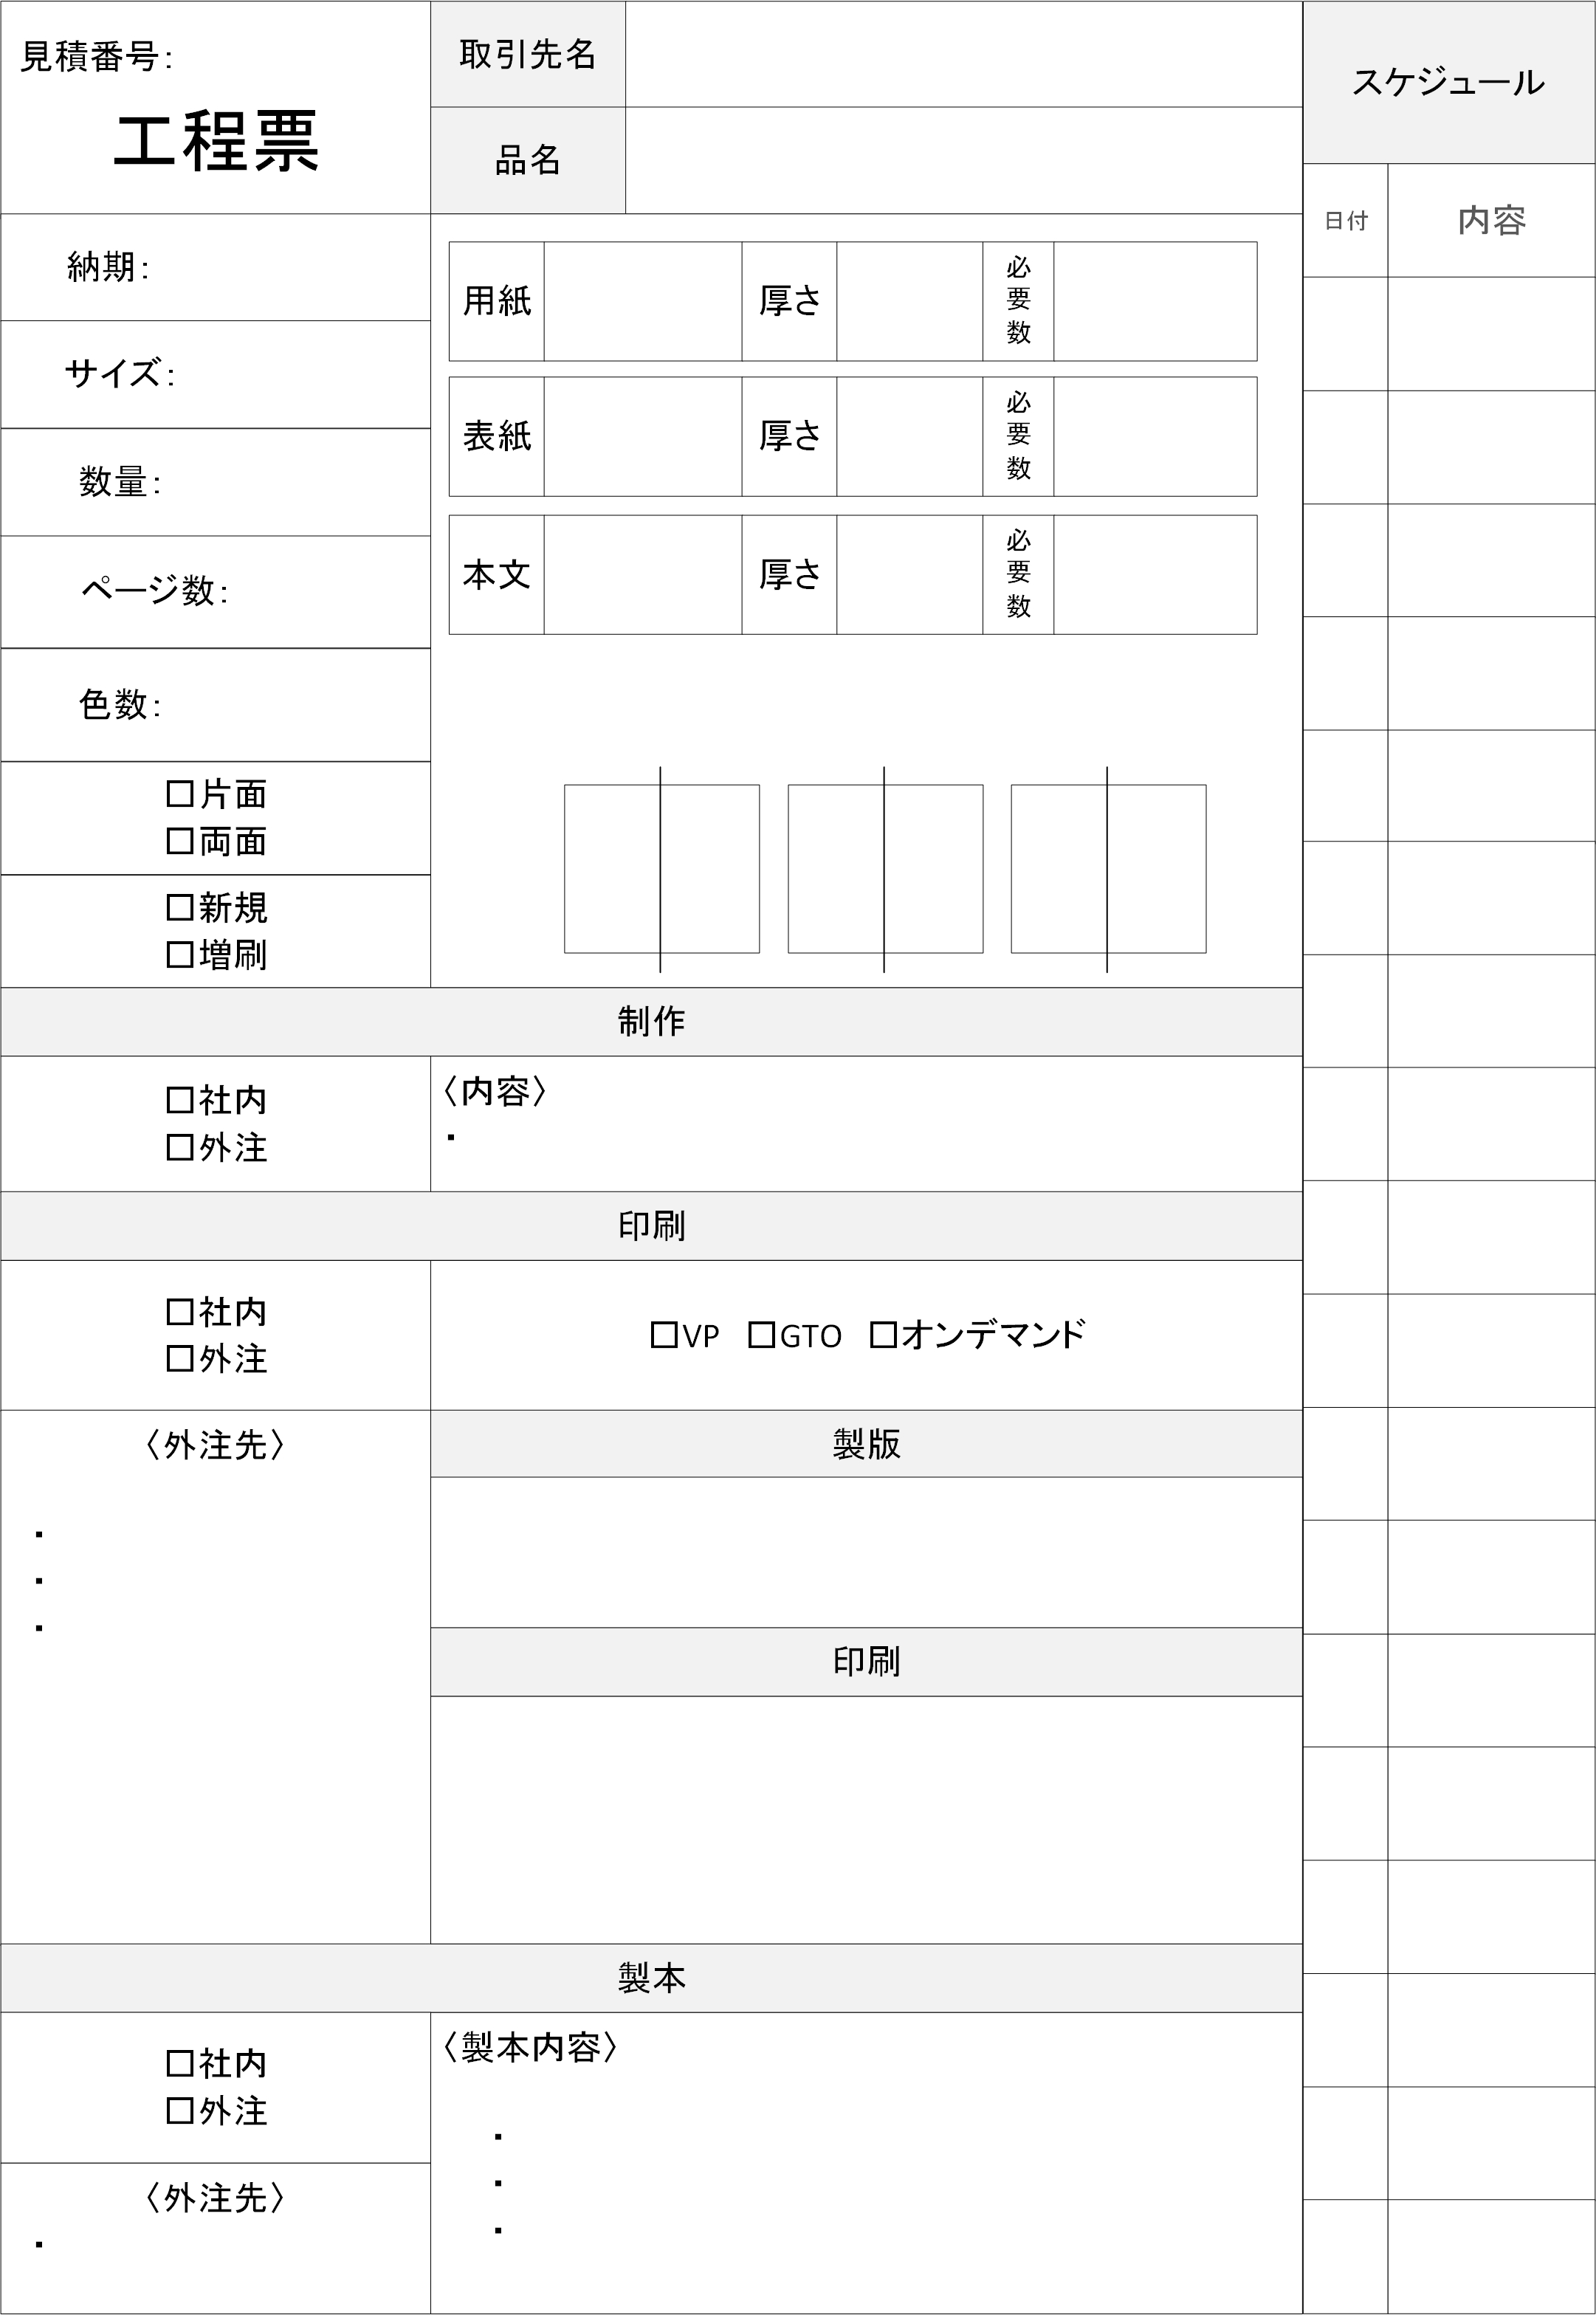 見積番号：
工程票
取引先名
品名
スケジュール
日付
内容
納期：
サイズ：
数量：
ページ数：
色数：
□片面
□両面
□新規
□増刷
用紙
厚さ
必
要
数
表紙
厚さ
必
要
数
本文
厚さ
必
要
数
制作
□社内
□外注
〈内容〉
・
印刷
□社内
□外注
□VP □GTO □オンデマンド
〈外注先〉
・
・
・
製版
印刷
製本
□社内
□外注
〈外注先〉
・
〈製本内容〉
・
・
・